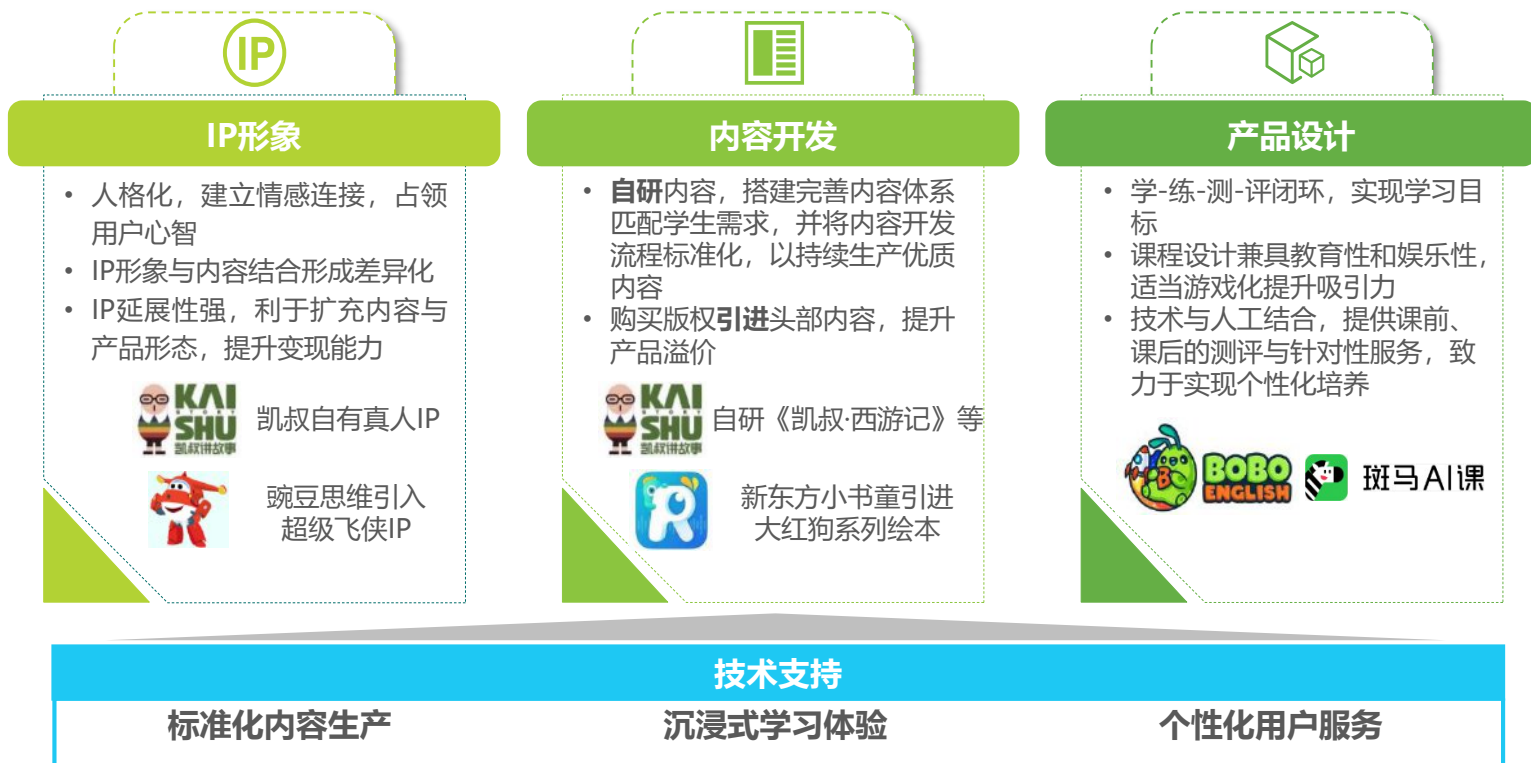 IP
IP形象
• 人格化，建立情感连接，占领
用户心智
• IP形象与内容结合形成差异化
• IP延展性强，利于扩充内容与
产品形态，提升变现能力
KAI
STORY
SHU
凯叔讲故事
凯叔自有真人IP
豌豆思维引入
超级飞侠IP
内容开发
• 自研内容，搭建完善内容体系
匹配学生需求，并将内容开发
流程标准化，以持续生产优质
内容
• 购买版权引进头部内容，提升
产品溢价
KAI
STORY
SHU
凯叔讲故事
自研《凯叔·西游记》等
新东方小书童引进
大红狗系列绘本
产品设计
• 学-练-测-评闭环，实现学习目
标
• 课程设计兼具教育性和娱乐性，
适当游戏化提升吸引力
• 技术与人工结合，提供课前、
课后的测评与针对性服务，致
力于实现个性化培养
B
BOBO
ENGLISH
斑马AI课
技术支持
标准化内容生产
沉浸式学习体验
个性化用户服务